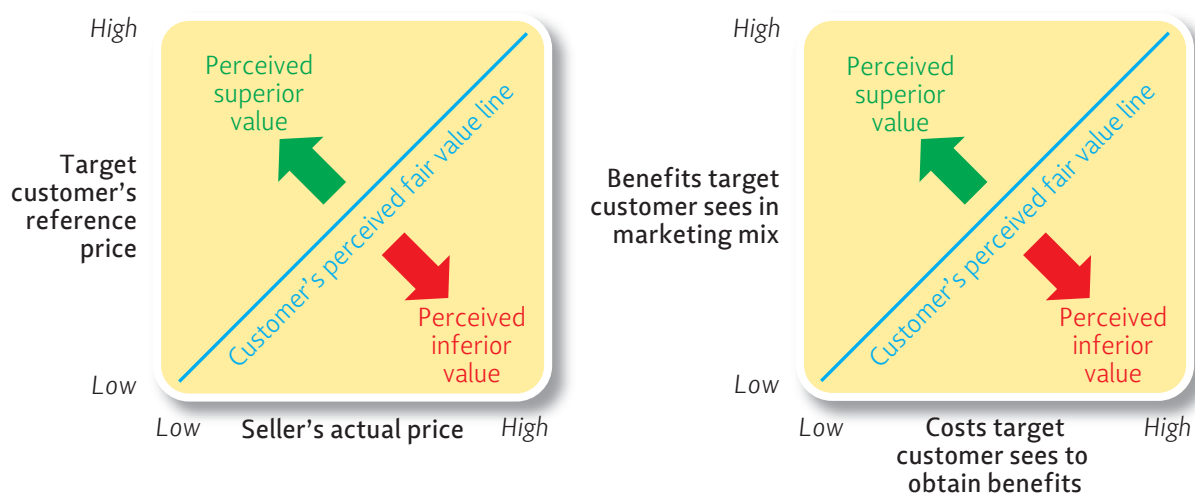 High
Perceived
superior
value
Customer's perceived fair value line
Target
customer's
reference
price
Perceived
inferior
value
Low
Low
Seller's actual price
High
High
Perceived
superior
value
Customer's perceived fair value line
Benefits target
customer sees in
marketing mix
Perceived
inferior
value
Low
Low
Costs target
customer sees to
obtain benefits
High